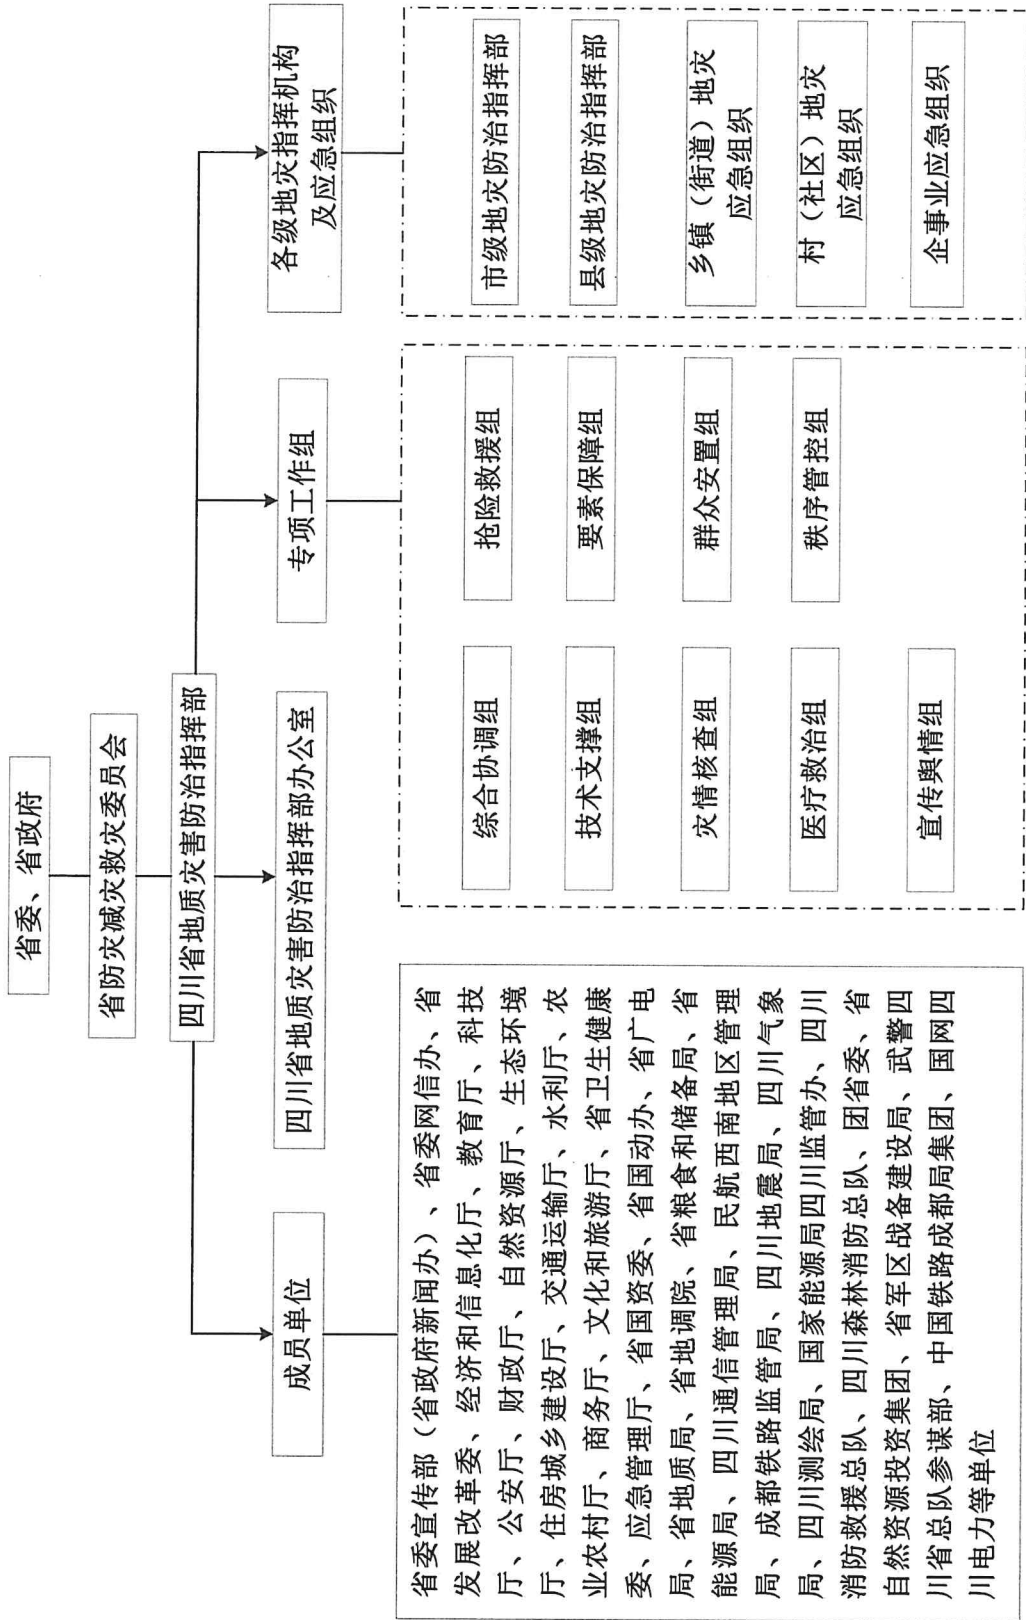 省委、省政府
省防灾减灾救灾委员会
四川省地质灾害防治指挥部
成员单位
四川省地质灾害防治指挥部办公室
专项工作组
各级地灾指挥机构
及应急组织
省委宣传部（省政府新闻办）、省委网信办、省
发展改革委、经济和信息化厅、教育厅、科技
厅、公安厅、财政厅、自然资源厅、生态环境
厅、住房城乡建设厅、交通运输厅、水利厅、农
业农村厅、商务厅、文化和旅游厅、省卫生健康
委、应急管理厅、省国资委、省国动办、省广电
局、省地质局、省地调院、省粮食和储备局、省
能源局、四川通信管理局、民航西南地区管理
局、成都铁路监管局、四川地震局、四川气象
局、四川测绘局、国家能源局四川监管办、四川
消防救援总队、四川森林消防总队、团省委、省
自然资源投资集团、省军区战备建设局、武警四
川省总队参谋部、中国铁路成都局集团、国网四
川电力等单位
综合协调组
抢险救援组
技术支撑组
要素保障组
灾情核查组
群众安置组
医疗救治组
秩序管控组
宣传舆情组
市级地灾防治指挥部
县级地灾防治指挥部
乡镇（街道）地灾
应急组织
村（社区）地灾
应急组织
企事业应急组织